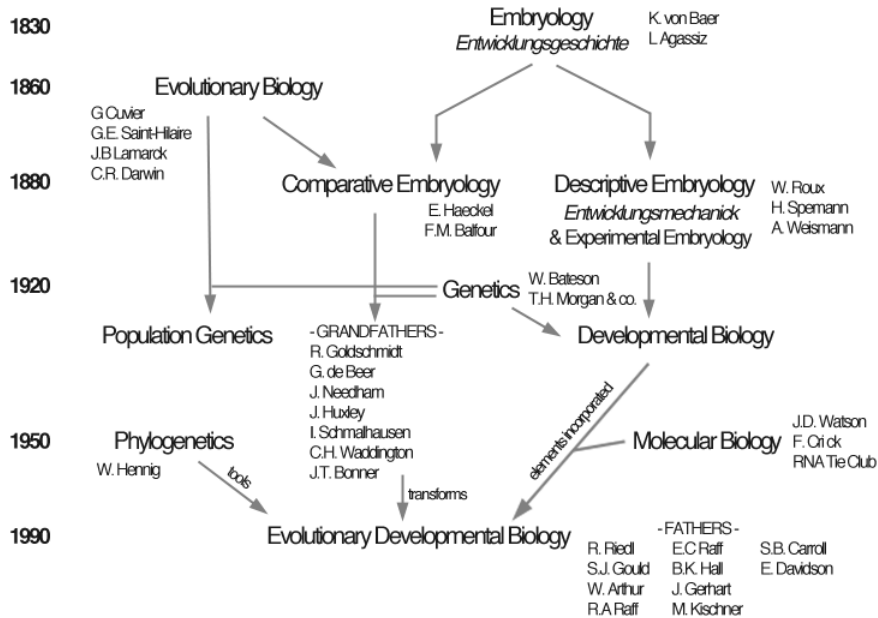 1830
Embryology
Entwicklungsgeschichte
K. von Baer
L Agassiz
1860
Evolutionary Biology
G Cuvier
G.E. Saint-Hilaire
J.B Lamarck
C.R. Darwin
1880
Comparative Embryology
E. Haeckel
F.M. Balfour
Descriptive Embryology
Entwicklungsmechanick
& Experimental Embryology
W. Roux
H. Spemann
A. Weismann
1920
Genetics
W. Bateson
T.H. Morgan & co.
Population Genetics
- GRANDFATHERS -
R. Goldschmidt
G. de Beer
J. Needham
J. Huxley
I. Schmalhausen
C.H. Waddington
J.T. Bonner
Developmental Biology
1950
Phylogenetics
W. Hennig
tools
transforms
elements incorporated
Molecular Biology
J.D. Watson
F. Crick
RNA Tie Club
1990
Evolutionary Developmental Biology
- FATHERS -
R. Riedl E.C Raff S.B. Carroll
S.J. Gould B.K. Hall E. Davidson
W. Arthur J. Gerhart
R.A Raff M. Kischner